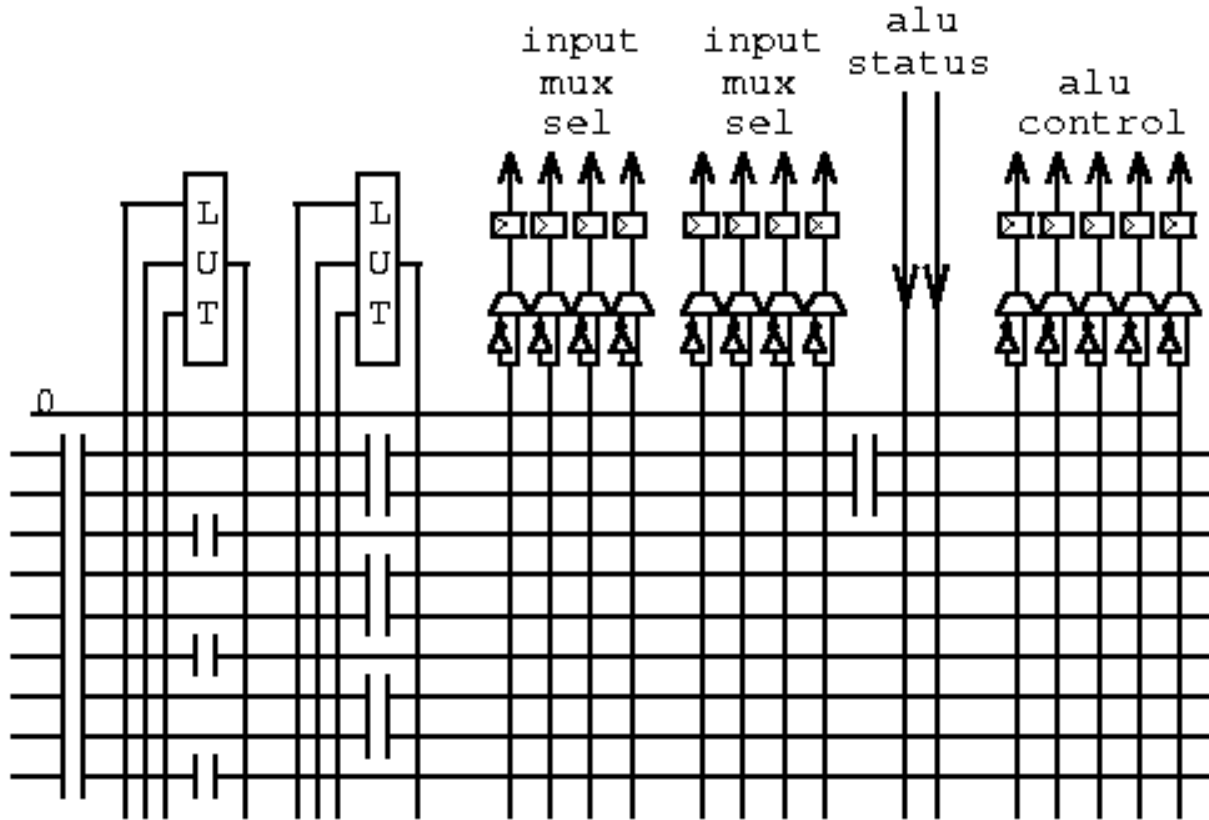 input
mux
sel
input
mux
sel
alu
status
alu
control
L
U
T
L
U
T
0